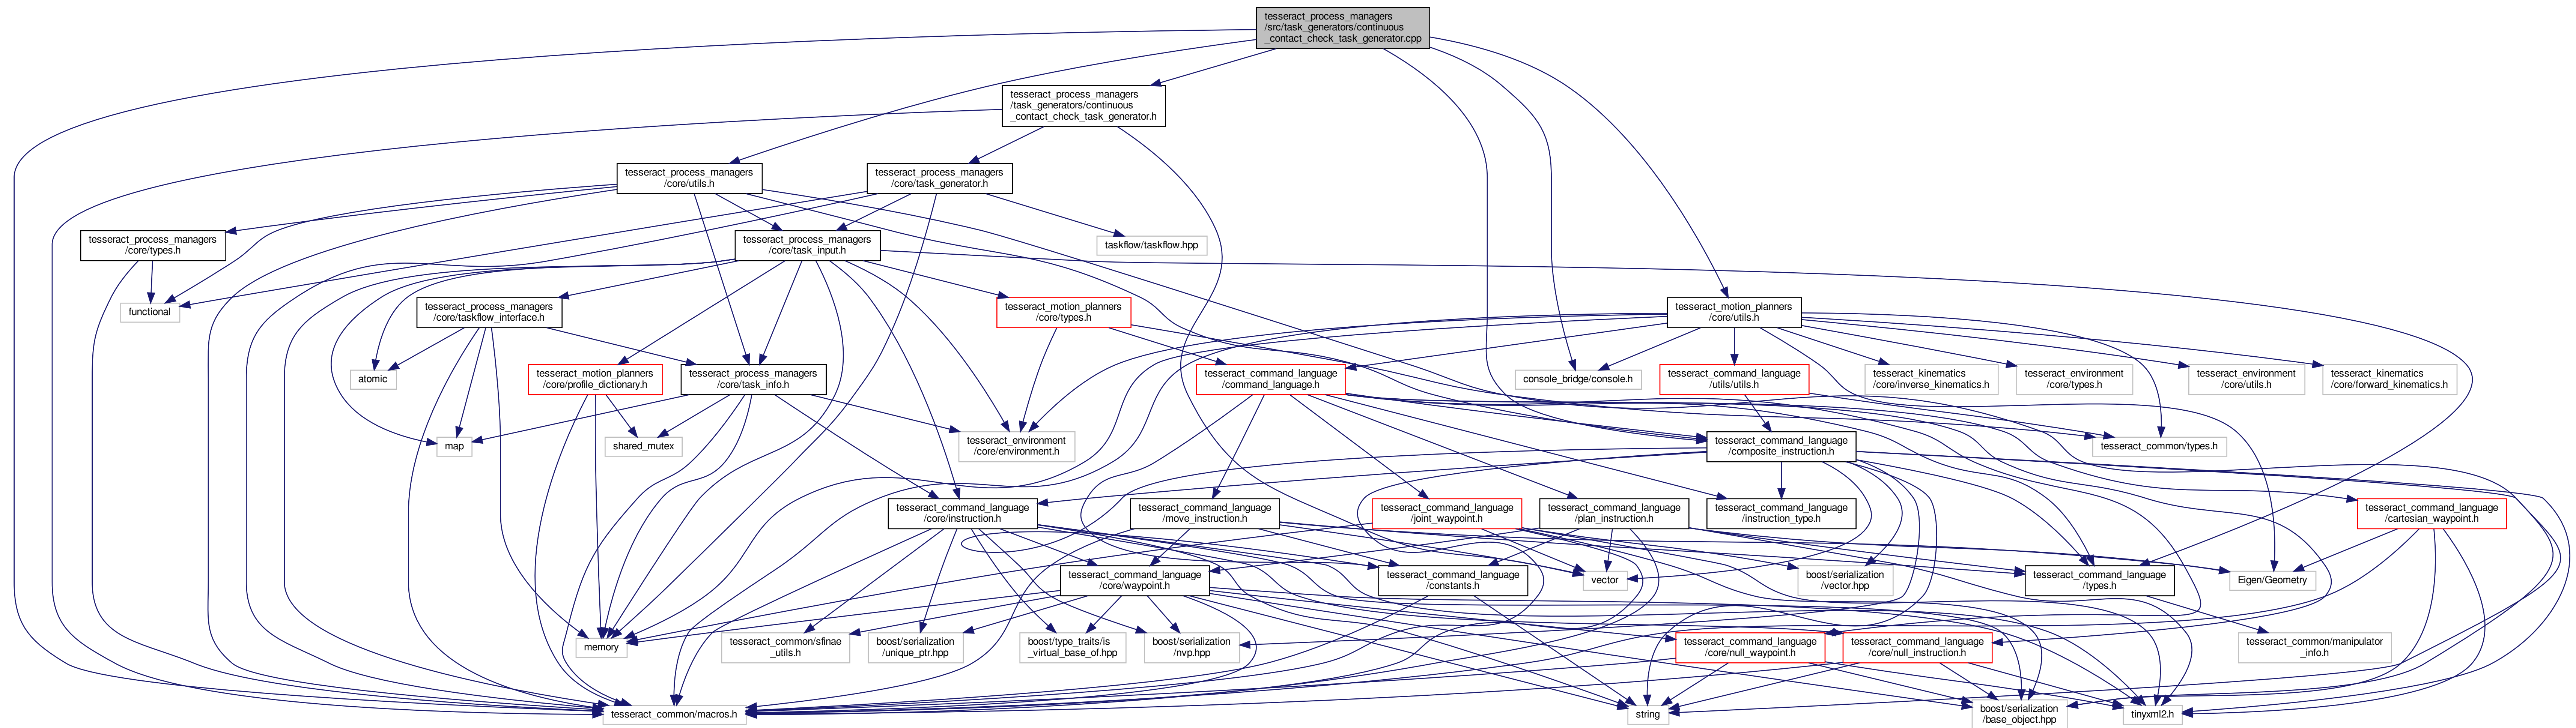 tesseract_process_managers
/src/task_generators/continuous
_contact_check_task_generator.cpp
tesseract_process_managers
/task_generators/continuous
_contact_check_task_generator.h
tesseract_process_managers
/core/utils.h
tesseract_process_managers
/core/task_generator.h
tesseract_process_managers
/core/types.h
tesseract_process_managers
/core/task_input.h
taskflow/taskflow.hpp
functional
tesseract_process_managers
/core/taskflow_interface.h
tesseract_motion_planners
/core/types.h
tesseract_motion_planners
/core/utils.h
atomic
tesseract_motion_planners
/core/profile_dictionary.h
tesseract_process_managers
/core/task_info.h
tesseract_command_language
/command_language.h
console_bridge/console.h
tesseract_command_language
/utils/utils.h
tesseract_kinematics
/core/inverse_kinematics.h
tesseract_environment
/core/types.h
tesseract_environment
/core/utils.h
tesseract_kinematics
/core/forward_kinematics.h
map
shared_mutex
tesseract_environment
/core/environment.h
tesseract_command_language
/composite_instruction.h
tesseract_common/types.h
tesseract_command_language
/core/instruction.h
tesseract_command_language
/move_instruction.h
tesseract_command_language
/joint_waypoint.h
tesseract_command_language
/plan_instruction.h
tesseract_command_language
/instruction_type.h
tesseract_command_language
/cartesian_waypoint.h
tesseract_command_language
/core/waypoint.h
tesseract_command_language
/constants.h
vector
boost/serialization
/vector.hpp
tesseract_command_language
/types.h
Eigen/Geometry
memory
tesseract_common/sfinae
_utils.h
boost/serialization
/unique_ptr.hpp
boost/type_traits/is
_virtual_base_of.hpp
boost/serialization
/nvp.hpp
tesseract_command_language
/core/null_waypoint.h
tesseract_command_language
/core/null_instruction.h
tesseract_common/manipulator
_info.h
tesseract_common/macros.h
string
boost/serialization
/base_object.hpp
tinyxml2.h